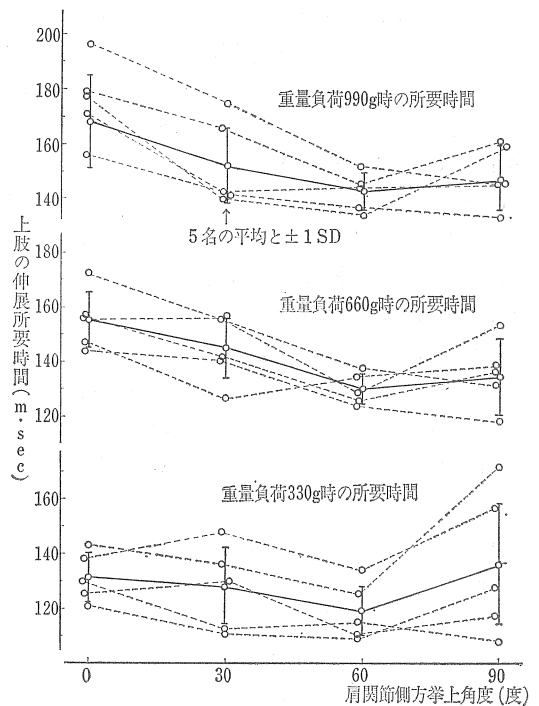 200
180
160
140
重量負荷990g時の所要時間
↑
5名の平均と±1SD
上肢の伸展所要時間(m.sec)
160
140
120
重量負荷660g時の所要時間
160
140
120
重量負荷330g時の所要時間
0 30 60 90
肩関節側方挙上角度(度)